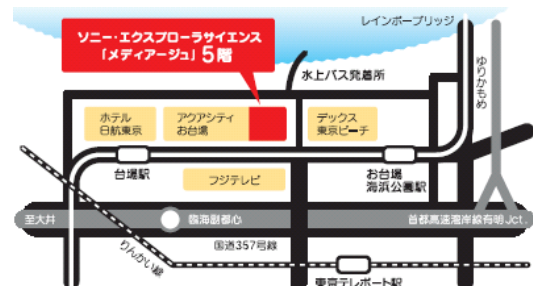 レインボーブリッジ
ソニー・エクスプローラサイエンス
「メディアージュ」5階
ゆりかもめ
水上バス発着所
ホテル
日航東京
アクアシティ
お台場
デックス
東京ビーチ
台場駅
フジテレビ
お台場
海浜公園駅
至大井
臨海副都心
首都高速湾岸線有明Jct.
りんかい線
国道357号線
東京テレポート駅